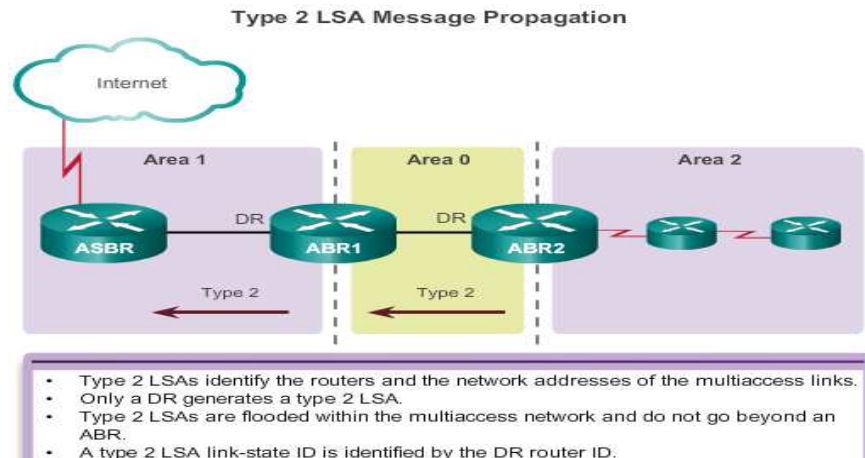 Type 2 LSA Message Propagation
Internet
Area 1
Area 0
Area 2
DR
DR
ASBR
ABR1
ABR2
Type 2
Type 2
• Type 2 LSAs identify the routers and the network addresses of the multiaccess links.
• Only a DR generates a type 2 LSA.
• Type 2 LSAs are flooded within the multiaccess network and do not go beyond an
ABR.
• A type 2 LSA link-state ID is identified by the DR router ID.